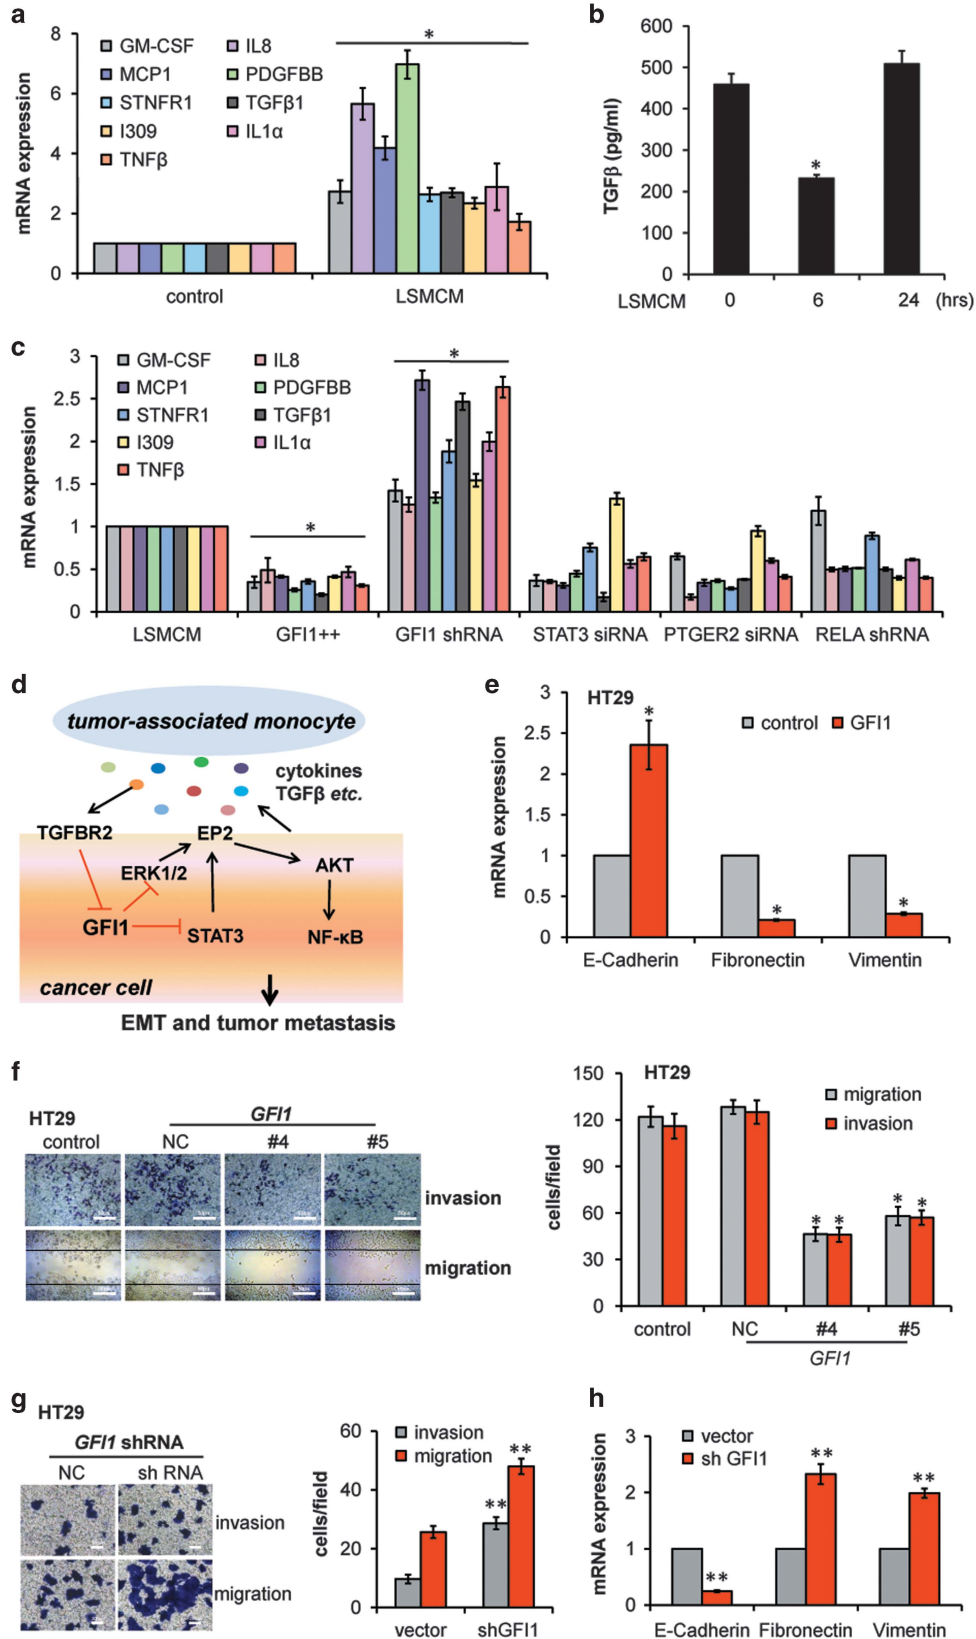 a
8
6
4
2
0
mRNA expression
GM-CSF
IL8
MCP1
PDGFBB
STNFR1
TGFβ1
I309
IL1α
TNFβ
*
control
LSMCM
b
600
500
400
300
200
100
0
TGFβ (pg/ml)
*
LSMCM 0 6 24 (hrs)
c
3
2.5
2
1.5
1
0.5
0
mRNA expression
GM-CSF
IL8
MCP1
PDGFBB
STNFR1
TGFβ1
I309
IL1α
TNFβ
*
*
LSMCM
GFI1++
GFI1 shRNA
STAT3 siRNA
PTGER2 siRNA
RELA shRNA
d
tumor-associated monocyte
cytokines
TGFβ etc.
TGFBR2
EP2
ERK1/2
AKT
GFI1
STAT3
NF-κB
cancer cell
EMT and tumor metastasis
e
HT29
3
2.5
2
1.5
1
0.5
0
mRNA expression
control
GFI1
*
*
*
E-Cadherin
Fibronectin
Vimentin
f
HT29
GFI1
control
NC
#4
#5
invasion
migration
HT29
150
120
90
60
30
0
cells/field
migration
invasion
* *
* *
control
NC
#4
#5
GFI1
g
HT29
GFI1 shRNA
NC
sh RNA
invasion
migration
60
40
20
0
cells/field
invasion
migration
**
**
vector
shGFI1
h
3
2
1
0
mRNA expression
vector
sh GFI1
**
**
**
E-Cadherin
Fibronectin
Vimentin